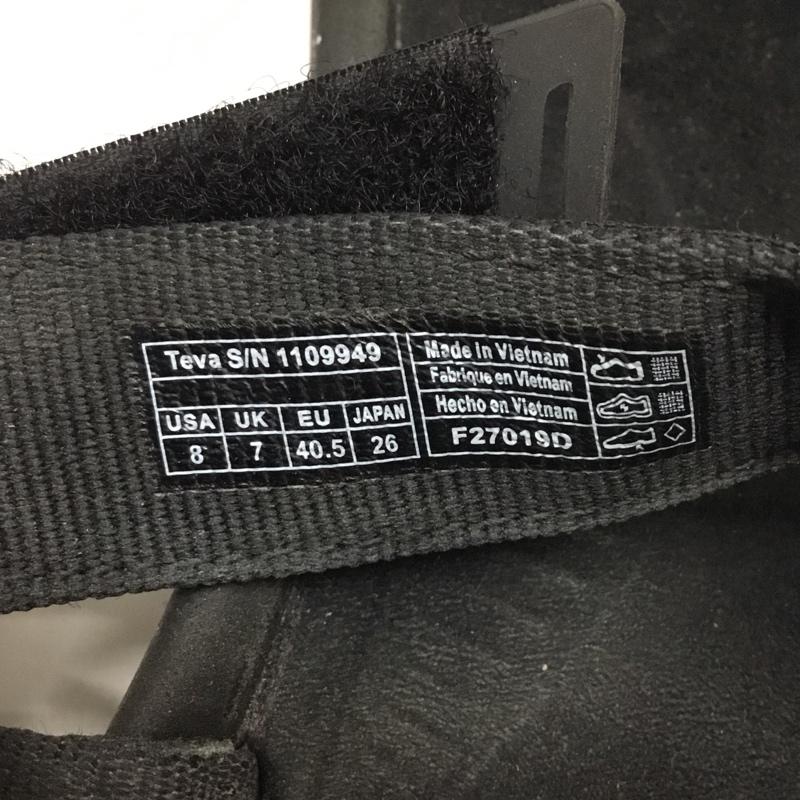 Teva S/N 1109949
USA UK EU JAPAN
8 7 40.5 26
Made in Vietnam
Fabrique en Vietnam
Hecho en Vietnam
F27019D